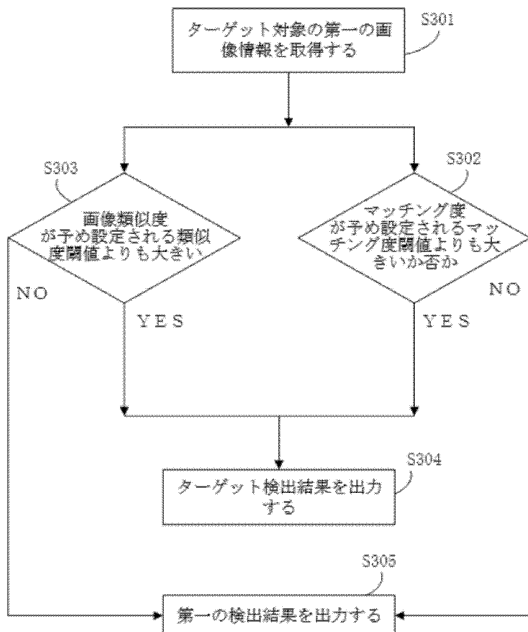 S301
ターゲット対象の第一の画
像情報を取得する
S303
画像類似度
が予め設定される類似
度閾値よりも大きい
S302
マッチング度
が予め設定されるマッ
チング度閾値よりも大
きいか否か
NO
YES
YES
NO
S304
ターゲット検出結果を出力
する
S305
第一の検出結果を出力する